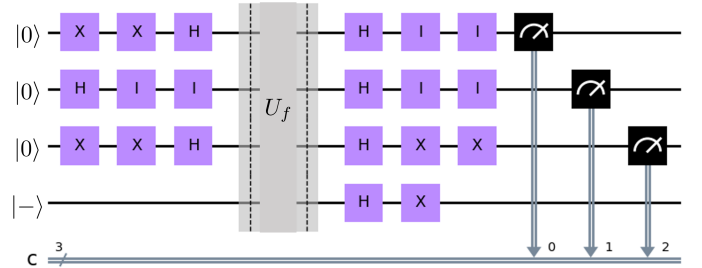 |0⟩ X X H H I I
|0⟩ H I I H I I
U_f
|0⟩ X X H H X X
|−⟩ H X
3 0 1 2
c